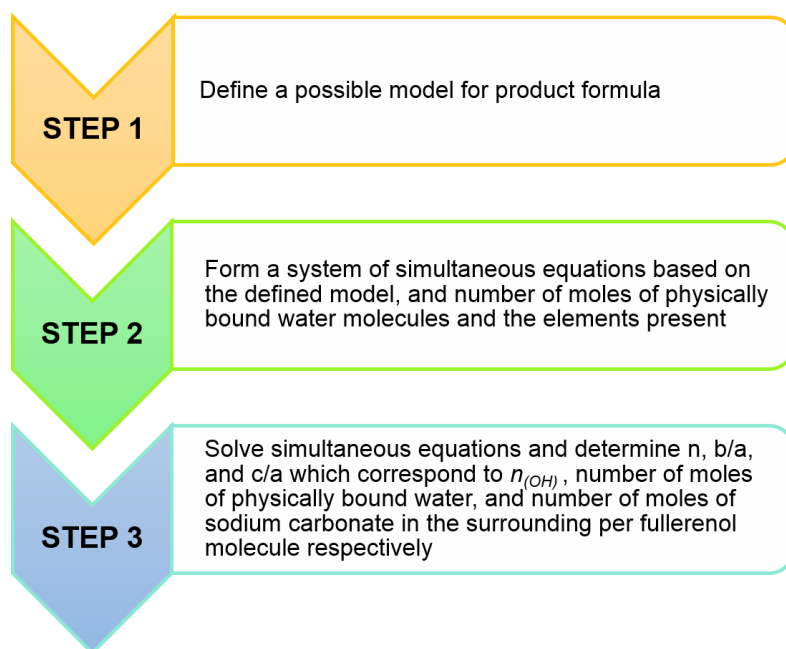 STEP 1
Define a possible model for product formula
STEP 2
Form a system of simultaneous equations based on
the defined model, and number of moles of physically
bound water molecules and the elements present
STEP 3
Solve simultaneous equations and determine n, b/a,
and c/a which correspond to n(OH) , number of moles
of physically bound water, and number of moles of
sodium carbonate in the surrounding per fullerenol
molecule respectively